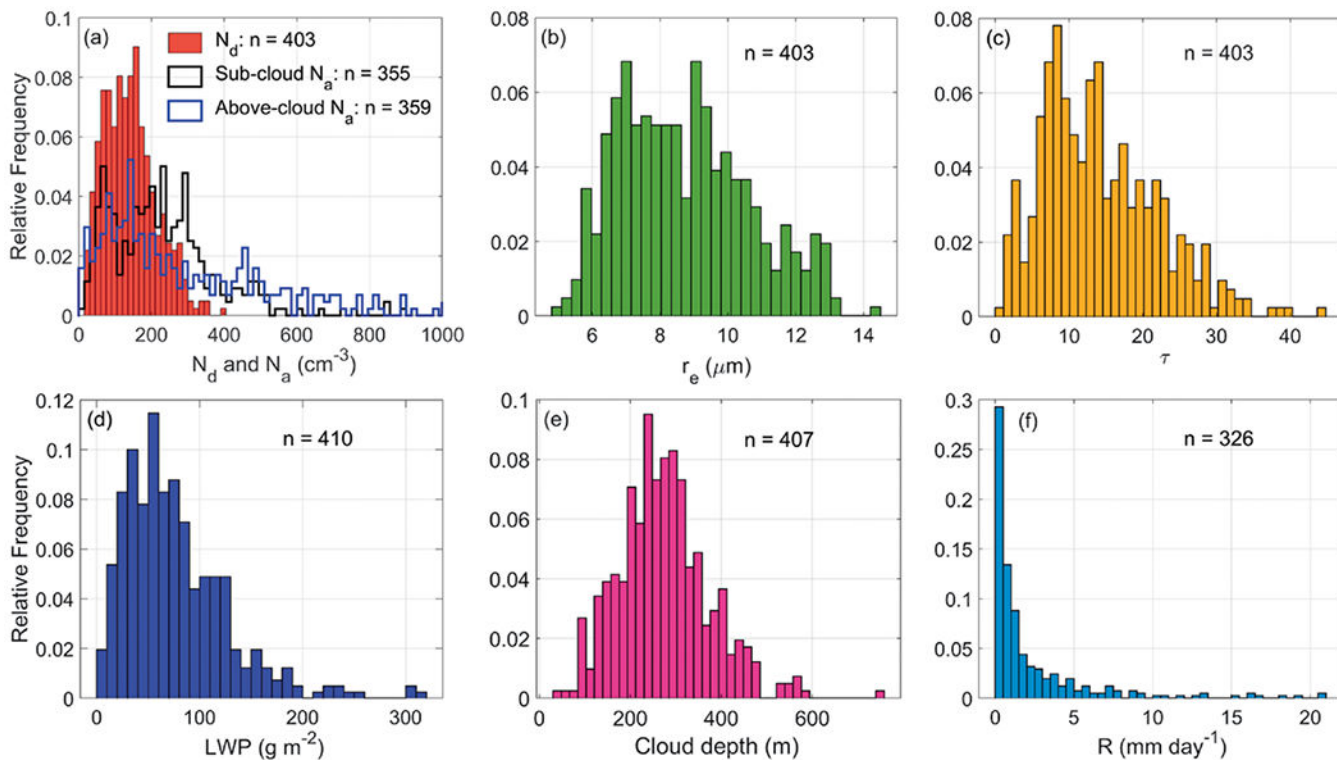 (a)
N_d: n = 403
Sub-cloud N_a: n = 355
Above-cloud N_a: n = 359
0.1
0.08
0.06
0.04
0.02
0
Relative Frequency
0 200 400 600 800 1000
N_d and N_a (cm^-3)
(b)
n = 403
0.08
0.06
0.04
0.02
0
6 8 10 12 14
r_e (μm)
(c)
n = 403
0.08
0.06
0.04
0.02
0
0 10 20 30 40
τ
(d)
n = 410
0.12
0.1
0.08
0.06
0.04
0.02
0
Relative Frequency
0 100 200 300
LWP (g m^-2)
(e)
n = 407
0.1
0.08
0.06
0.04
0.02
0
0 200 400 600
Cloud depth (m)
(f)
n = 326
0.3
0.25
0.2
0.15
0.1
0.05
0
0 5 10 15 20
R (mm day^-1)